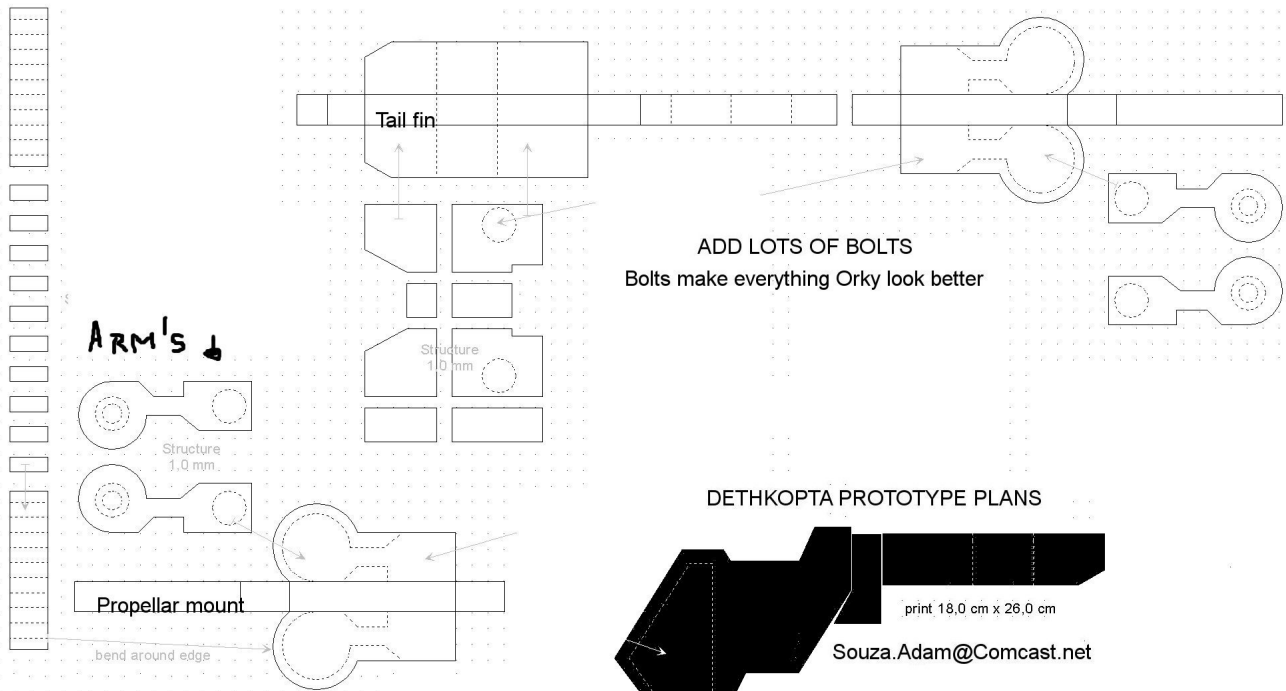 Tail fin
ADD LOTS OF BOLTS
Bolts make everything Orky look better
ARM'S
Structure
1.0 mm
Structure
1,0 mm
DETHKOPTA PROTOTYPE PLANS
Propellar mount
print 18,0 cm x 26,0 cm
bend around edge
Souza.Adam@Comcast.net